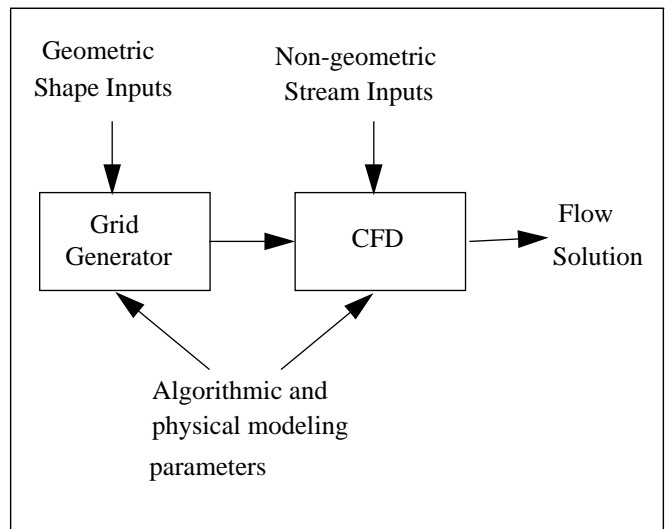 Geometric
Shape Inputs
Non-geometric
Stream Inputs
Grid
Generator
CFD
Flow
Solution
Algorithmic and
physical modeling
parameters